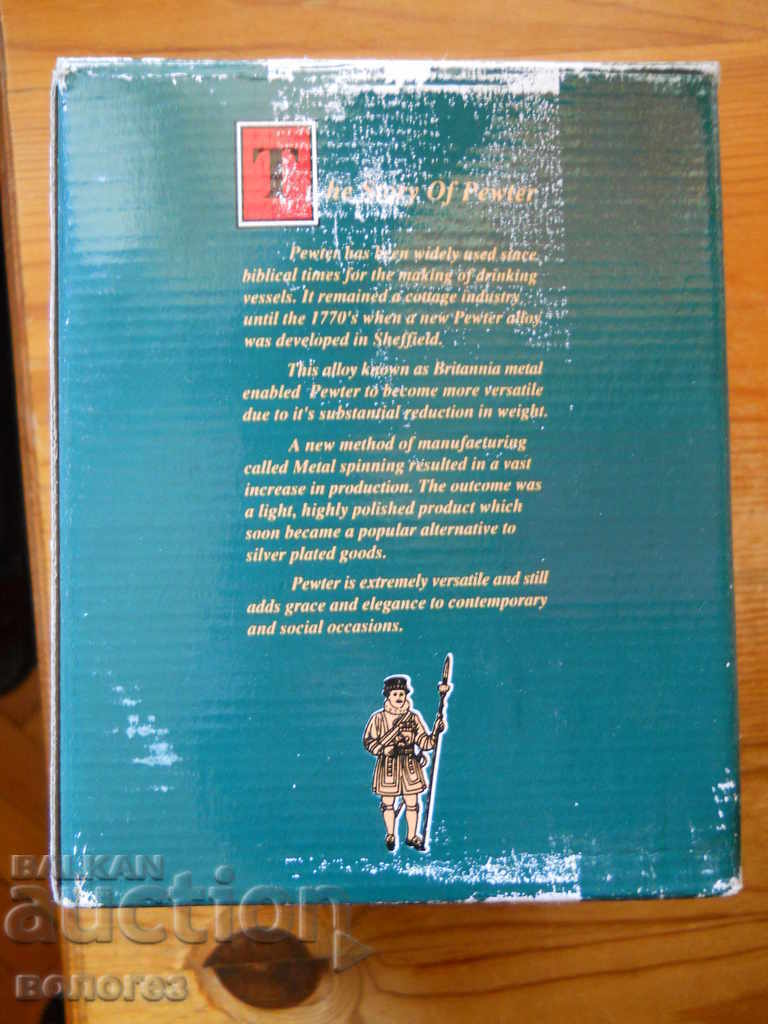 The Story Of Pewter
Pewter has been widely used since
biblical times for the making of drinking
vessels. It remained a cottage industry
until the 1770's when a new Pewter alloy
was developed in Sheffield.
This alloy known as Britannia metal
enabled Pewter to become more versatile
due to it's substantial reduction in weight.
A new method of manufacturing
called Metal spinning resulted in a vast
increase in production. The outcome was
a light, highly polished product which
soon became a popular alternative to
silver plated goods.
Pewter is extremely versatile and still
adds grace and elegance to contemporary
and social occasions.
BALKAN
auction
Вологез